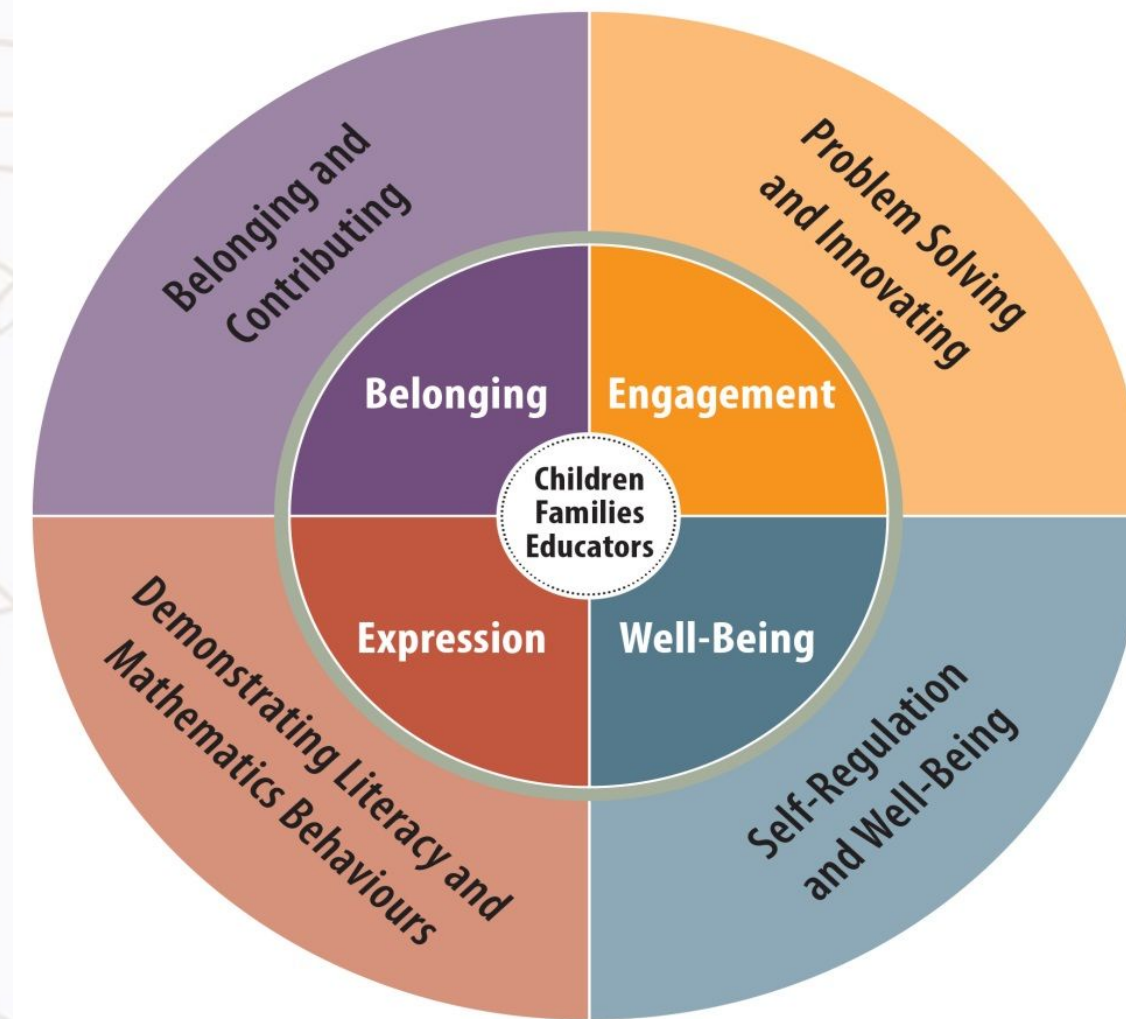 Belonging and
Contributing
Problem Solving
and Innovating
Belonging
Engagement
Children
Families
Educators
Expression
Well-Being
Demonstrating Literacy and
Mathematics Behaviours
Self-Regulation
and Well-Being